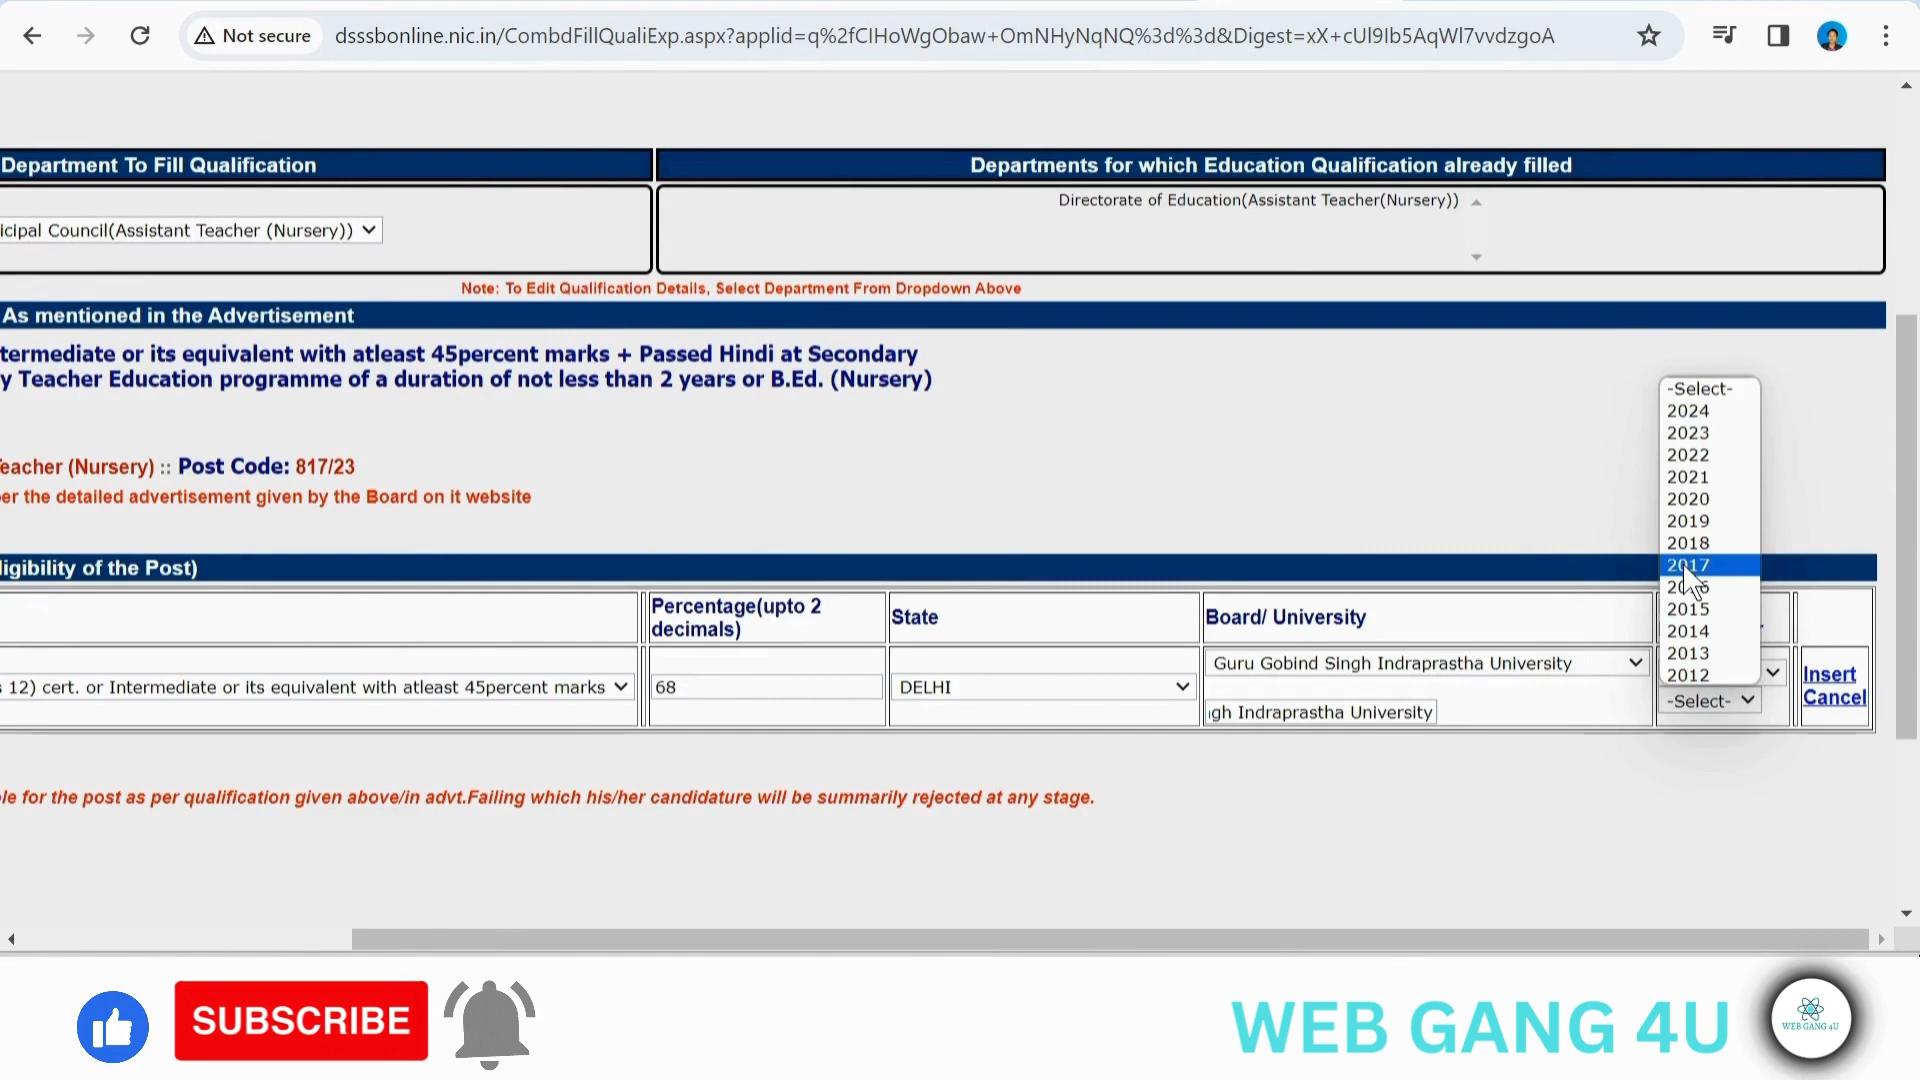 Not secure
dsssbonline.nic.in/CombdFillQualiExp.aspx?applid=q%2fCIHoWgObaw+OmNHyNqNQ%3d%3d&Digest=xX+cUl9Ib5AqWl7vvdzgoA
Department To Fill Qualification
Departments for which Education Qualification already filled
Directorate of Education(Assistant Teacher(Nursery))
icipal Council(Assistant Teacher (Nursery))
Note: To Edit Qualification Details, Select Department From Dropdown Above
As mentioned in the Advertisement
termediate or its equivalent with atleast 45percent marks + Passed Hindi at Secondary
y Teacher Education programme of a duration of not less than 2 years or B.Ed. (Nursery)
-Select-
2024
2023
2022
2021
2020
2019
2018
2017
2016
2015
2014
2013
2012
eacher (Nursery) :: Post Code: 817/23
er the detailed advertisement given by the Board on it website
ligibility of the Post)
Percentage(upto 2 decimals)
State
Board/ University
s 12) cert. or Intermediate or its equivalent with atleast 45percent marks
68
DELHI
Guru Gobind Singh Indraprastha University
gh Indraprastha University
-Select-
Insert
Cancel
le for the post as per qualification given above/in advt.Failing which his/her candidature will be summarily rejected at any stage.
SUBSCRIBE
WEB GANG 4U
WEB GANG 4U